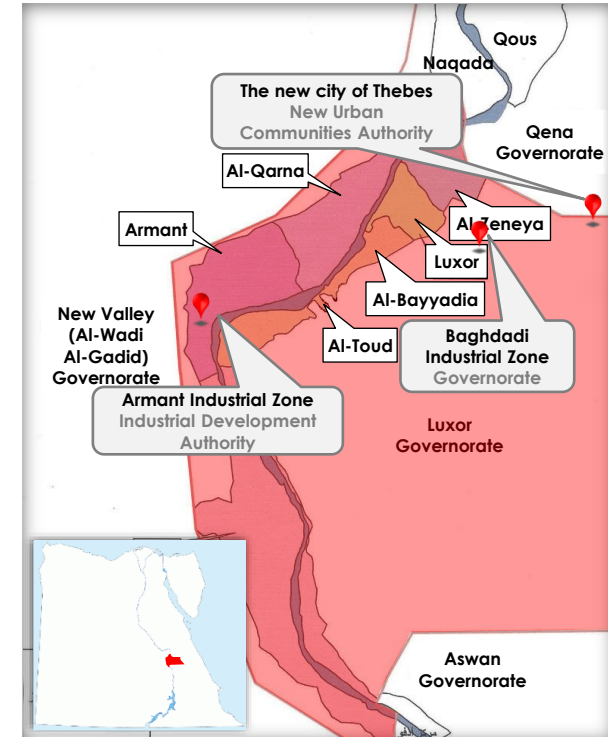 Qous
Naqada
The new city of Thebes
New Urban
Communities Authority
Qena
Governorate
Al-Qarna
Armant
Al-Zeneya
Luxor
Al-Bayyadia
New Valley
(Al-Wadi
Al-Gadid)
Governorate
Al-Toud
Baghdadi
Industrial Zone
Governorate
Armant Industrial Zone
Industrial Development
Authority
Luxor
Governorate
Aswan
Governorate